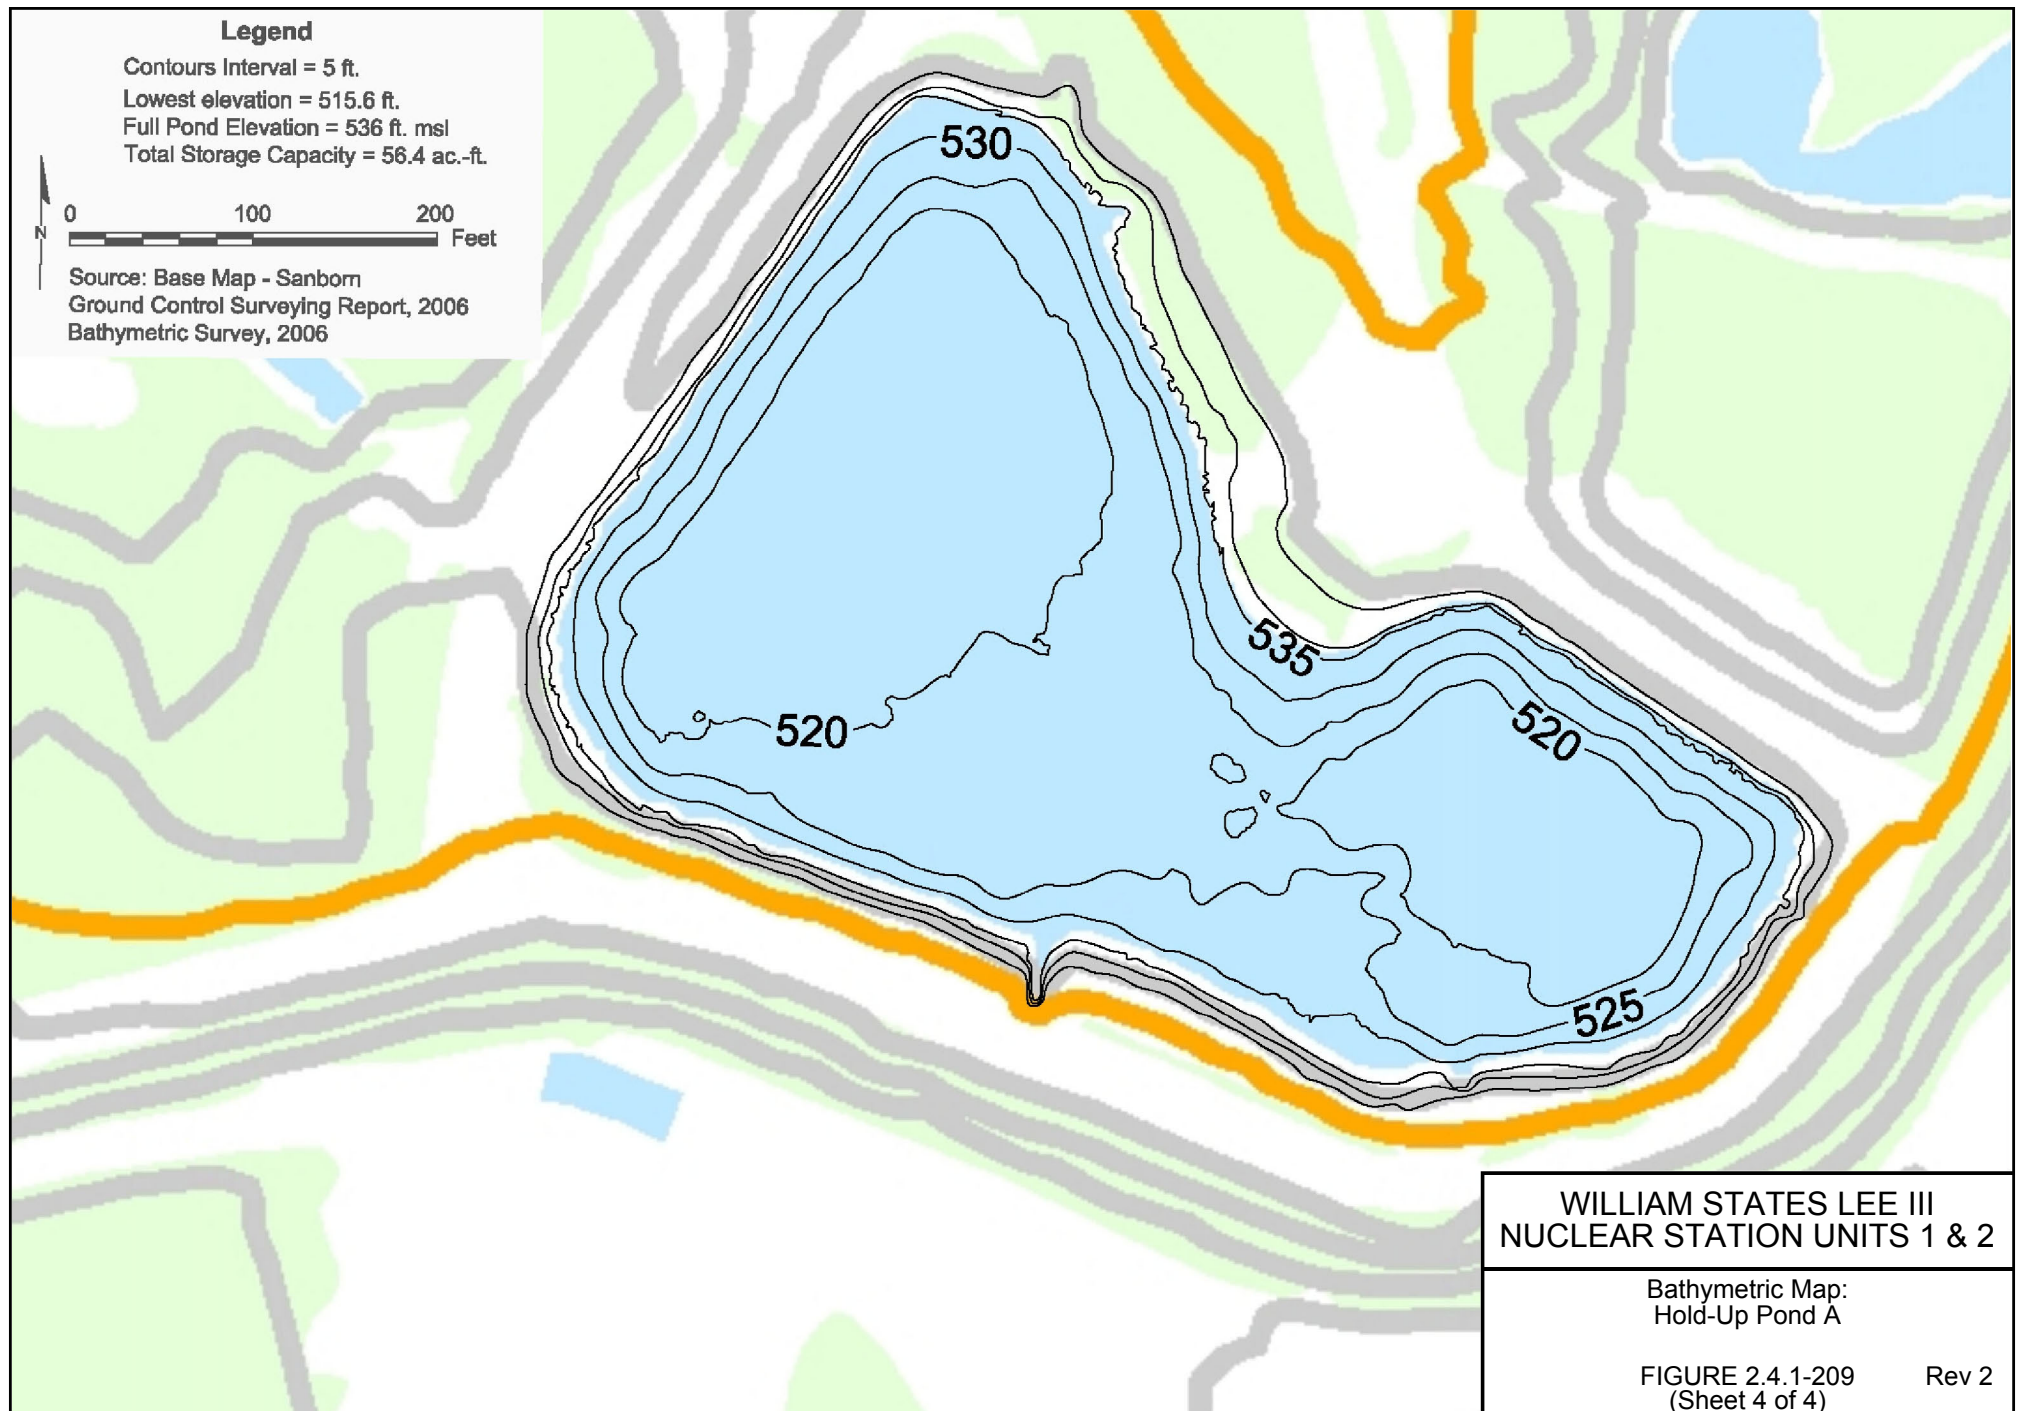 Legend
Contours Interval = 5 ft.
Lowest elevation = 515.6 ft.
Full Pond Elevation = 536 ft. msl
Total Storage Capacity = 56.4 ac.-ft.
N
0 100 200
Feet
Source: Base Map - Sanborn
Ground Control Surveying Report, 2006
Bathymetric Survey, 2006
530
535
520
520
525
WILLIAM STATES LEE III
NUCLEAR STATION UNITS 1 & 2
Bathymetric Map:
Hold-Up Pond A
FIGURE 2.4.1-209 Rev 2
(Sheet 4 of 4)